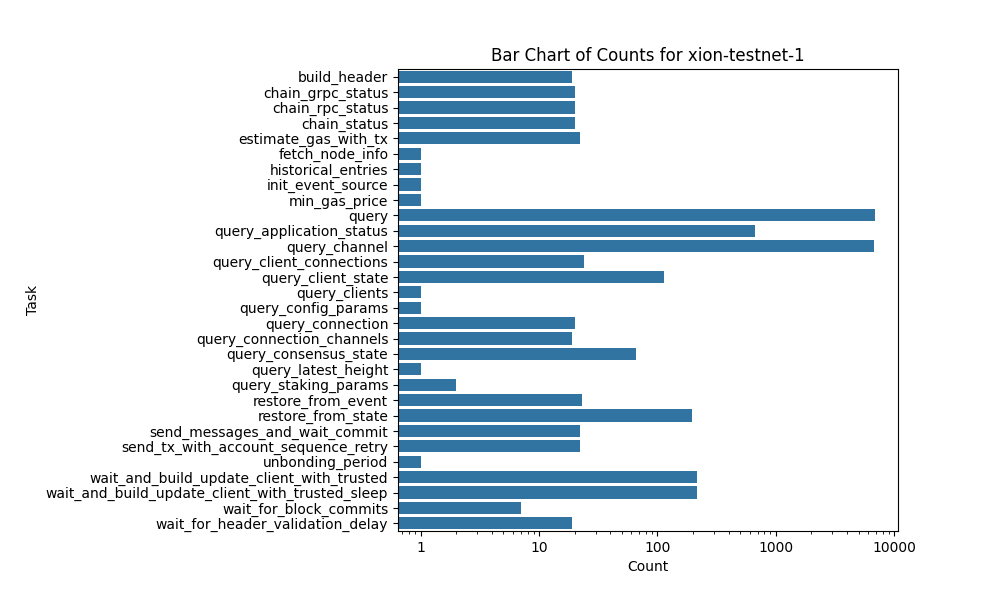 Bar Chart of Counts for xion-testnet-1
build_header
chain_grpc_status
chain_rpc_status
chain_status
estimate_gas_with_tx
fetch_node_info
historical_entries
init_event_source
min_gas_price
query
query_application_status
query_channel
query_client_connections
query_client_state
query_clients
query_config_params
query_connection
query_connection_channels
query_consensus_state
query_latest_height
query_staking_params
restore_from_event
restore_from_state
send_messages_and_wait_commit
send_tx_with_account_sequence_retry
unbonding_period
wait_and_build_update_client_with_trusted
wait_and_build_update_client_with_trusted_sleep
wait_for_block_commits
wait_for_header_validation_delay
Task
1 10 100 1000 10000
Count